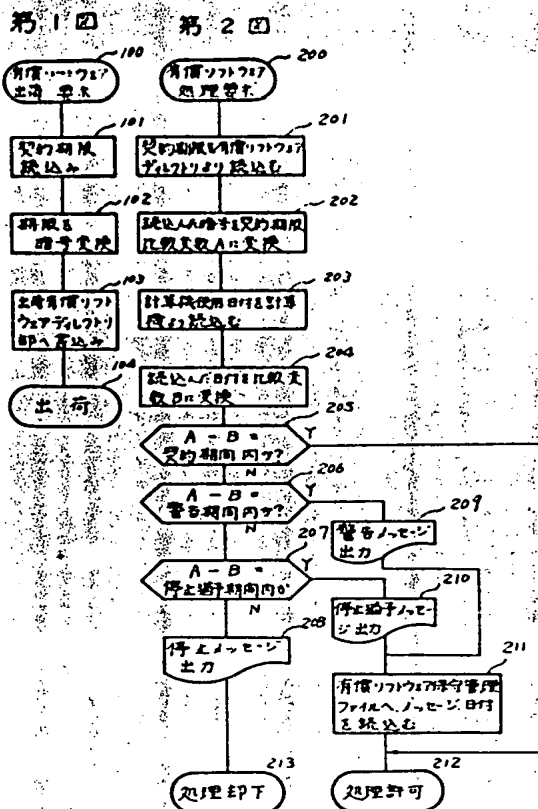 第1図
第2図
100
有償ソフトウェア
出荷要求
101
契約期限
読込み
102
期限を
暗号変換
103
出荷有償ソフト
ウェアディレクトリ
部へ書込み
104
出荷
200
有償ソフトウェア
処理要求
201
契約期限を有償ソフトウェア
ディレクトリより読込む
202
読込んだ暗号を契約期限
比較変数Aに変換
203
計算機使用日付を計算
機より読込む
204
読込んだ日付を比較変
数Bに変換
205
A-B=
契約期間内か?
Y
N
206
A-B=
警告期間内か?
Y
N
207
A-B=
停止猶予期間内か
Y
N
208
停止メッセージ
出力
209
警告メッセージ
出力
210
停止猶予メッセー
ジ出力
211
有償ソフトウェア保守管理
ファイルへ、メッセージ、日付
を読込む
213
処理却下
212
処理許可